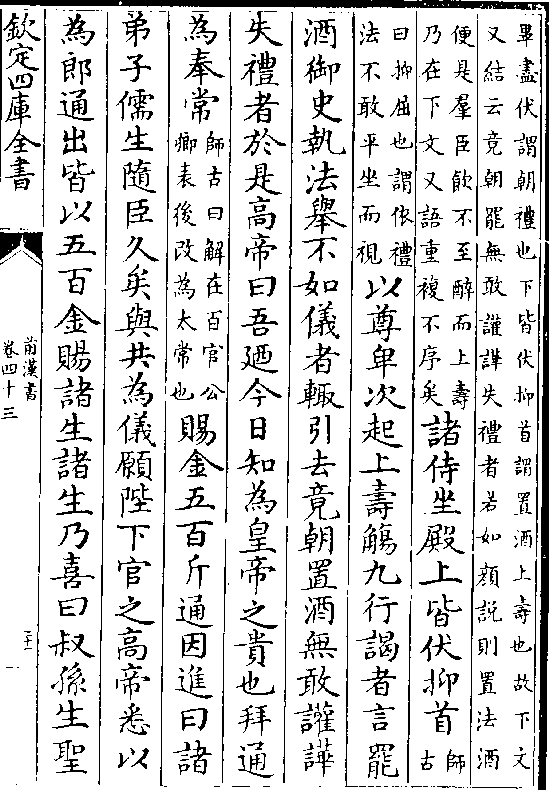 畢盡伏謂朝禮也下皆伏抑首謂置酒上壽也故下文
又結云竟朝罷無敢讙譁失禮者若如顔説則置法酒
便是羣臣飲不至醉而上壽
乃在下文又語重複不序矣
諸侍坐殿上皆伏抑首
師
古
曰抑屈也謂依禮
法不敢平坐而視
以尊卑次起上壽觴九行謁者言罷
酒御史執法舉不如儀者輒引去竟朝置酒無敢讙譁
失禮者於是高帝曰吾廼今日知為皇帝之貴也拜通
為奉常
師古曰解在百官公
卿表後改為太常也
賜金五百斤通因進曰諸
弟子儒生隨臣久矣與共為儀願陛下官之高帝悉以
為郎通出皆以五百金賜諸生諸生乃喜曰叔孫生聖
欽定四庫全書
前漢書
卷四十三